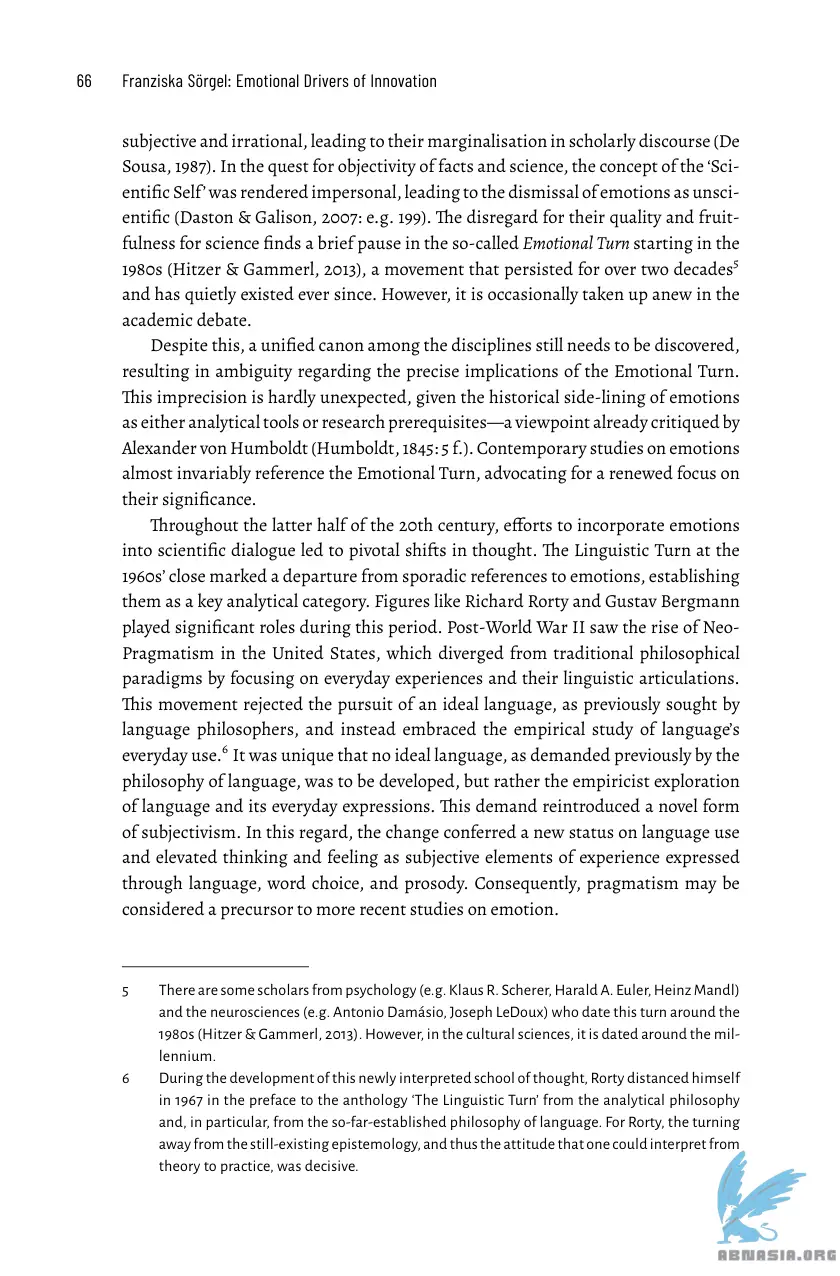 66 Franziska Sörgel: Emotional Drivers of Innovation
subjective and irrational, leading to their marginalisation in scholarly discourse (De
Sousa, 1987). In the quest for objectivity of facts and science, the concept of the ‘Sci-
entific Self’ was rendered impersonal, leading to the dismissal of emotions as unsci-
entific (Daston & Galison, 2007: e.g. 199). The disregard for their quality and fruit-
fulness for science finds a brief pause in the so-called Emotional Turn starting in the
1980s (Hitzer & Gammerl, 2013), a movement that persisted for over two decades5
and has quietly existed ever since. However, it is occasionally taken up anew in the
academic debate.
Despite this, a unified canon among the disciplines still needs to be discovered,
resulting in ambiguity regarding the precise implications of the Emotional Turn.
This imprecision is hardly unexpected, given the historical side-lining of emotions
as either analytical tools or research prerequisites—a viewpoint already critiqued by
Alexander von Humboldt (Humboldt, 1845: 5 f.). Contemporary studies on emotions
almost invariably reference the Emotional Turn, advocating for a renewed focus on
their significance.
Throughout the latter half of the 20th century, efforts to incorporate emotions
into scientific dialogue led to pivotal shifts in thought. The Linguistic Turn at the
1960s’ close marked a departure from sporadic references to emotions, establishing
them as a key analytical category. Figures like Richard Rorty and Gustav Bergmann
played significant roles during this period. Post-World War II saw the rise of Neo-
Pragmatism in the United States, which diverged from traditional philosophical
paradigms by focusing on everyday experiences and their linguistic articulations.
This movement rejected the pursuit of an ideal language, as previously sought by
language philosophers, and instead embraced the empirical study of language’s
everyday use.6 It was unique that no ideal language, as demanded previously by the
philosophy of language, was to be developed, but rather the empiricist exploration
of language and its everyday expressions. This demand reintroduced a novel form
of subjectivism. In this regard, the change conferred a new status on language use
and elevated thinking and feeling as subjective elements of experience expressed
through language, word choice, and prosody. Consequently, pragmatism may be
considered a precursor to more recent studies on emotion.
5 There are some scholars from psychology (e.g. Klaus R. Scherer, Harald A. Euler, Heinz Mandl)
and the neurosciences (e.g. Antonio Damásio, Joseph LeDoux) who date this turn around the
1980s (Hitzer & Gammerl, 2013). However, in the cultural sciences, it is dated around the mil-
lennium.
6 During the development of this newly interpreted school of thought, Rorty distanced himself
in 1967 in the preface to the anthology ‘The Linguistic Turn’ from the analytical philosophy
and, in particular, from the so-far-established philosophy of language. For Rorty, the turning
away from the still-existing epistemology, and thus the attitude that one could interpret from
theory to practice, was decisive.
ABNASIA.ORG